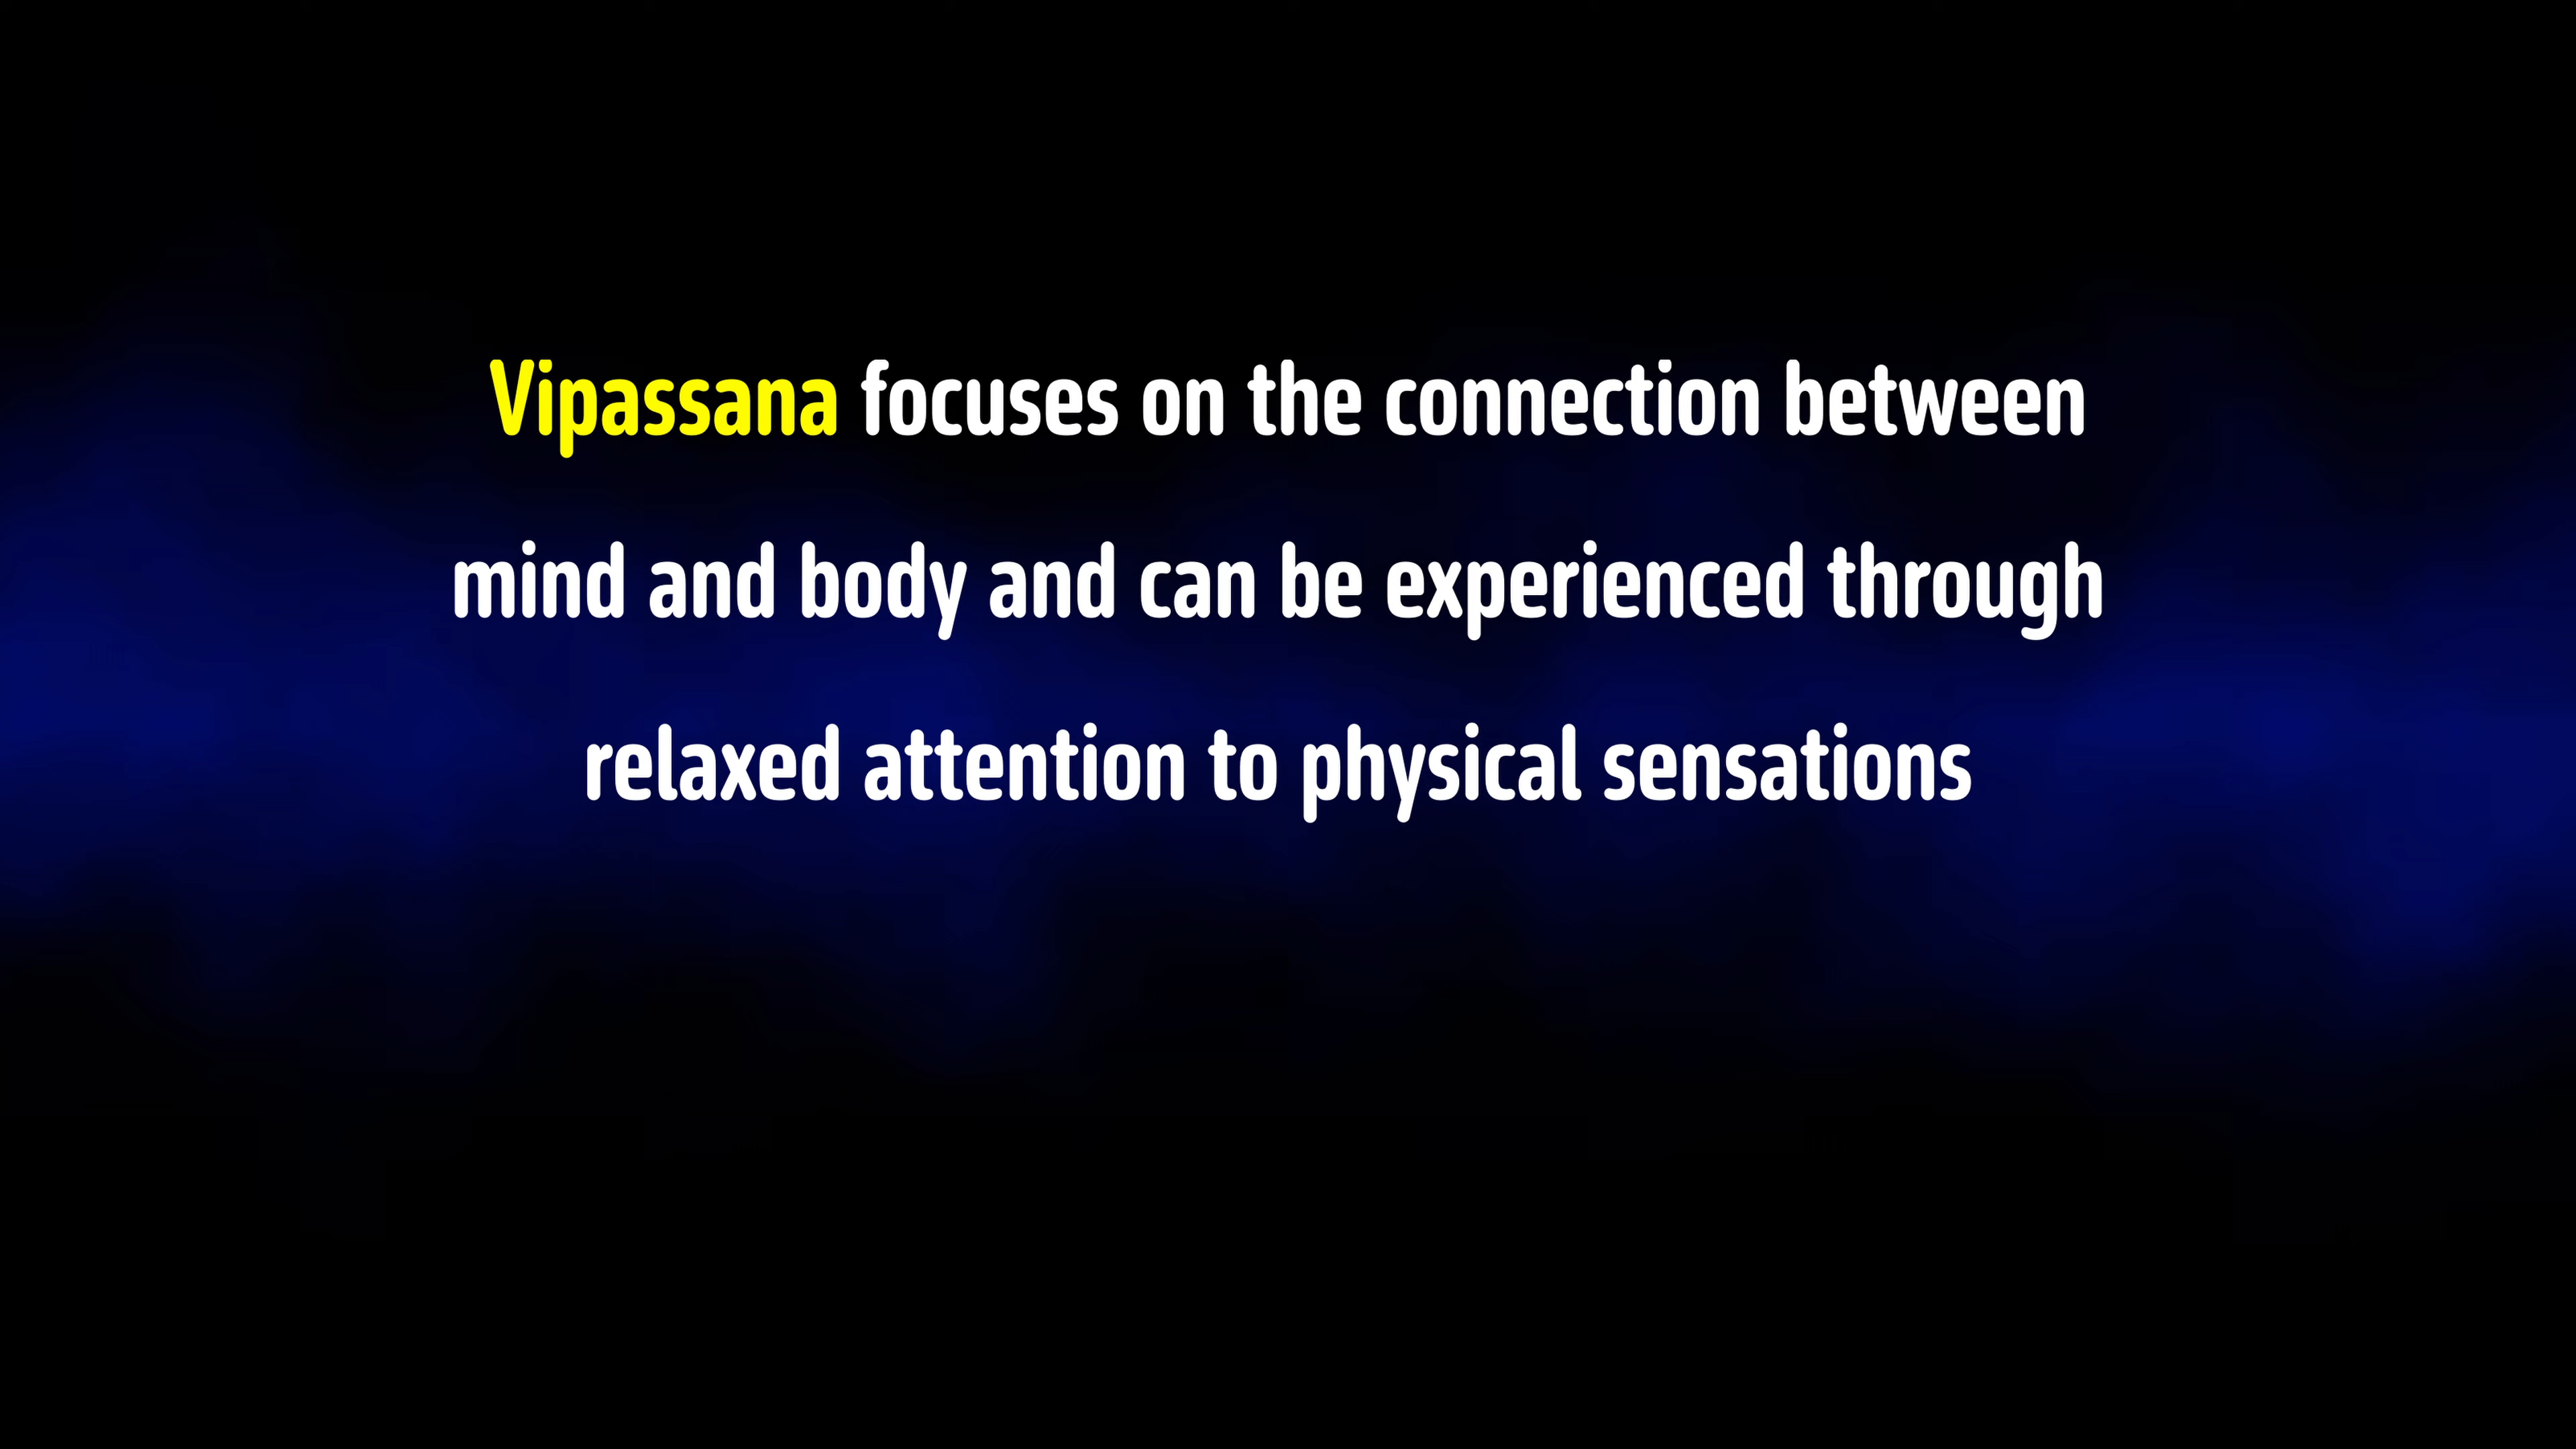 Vipassana focuses on the connection between
mind and body and can be experienced through
relaxed attention to physical sensations